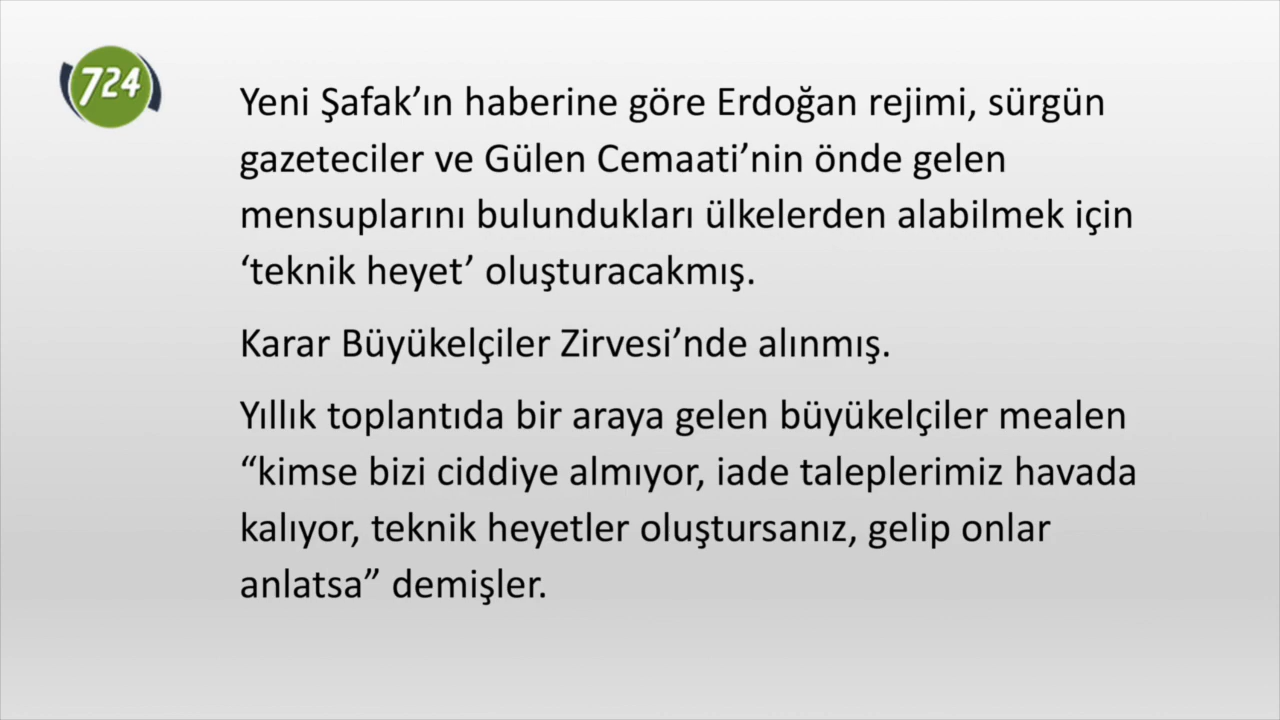 724
Yeni Şafak’ın haberine göre Erdoğan rejimi, sürgün
gazeteciler ve Gülen Cemaati’nin önde gelen
mensuplarını bulundukları ülkelerden alabilmek için
‘teknik heyet’ oluşturacakmış.
Karar Büyükelçiler Zirvesi’nde alınmış.
Yıllık toplantıda bir araya gelen büyükelçiler mealen
“kimse bizi ciddiye almıyor, iade taleplerimiz havada
kalıyor, teknik heyetler oluştursanız, gelip onlar
anlatsa” demişler.